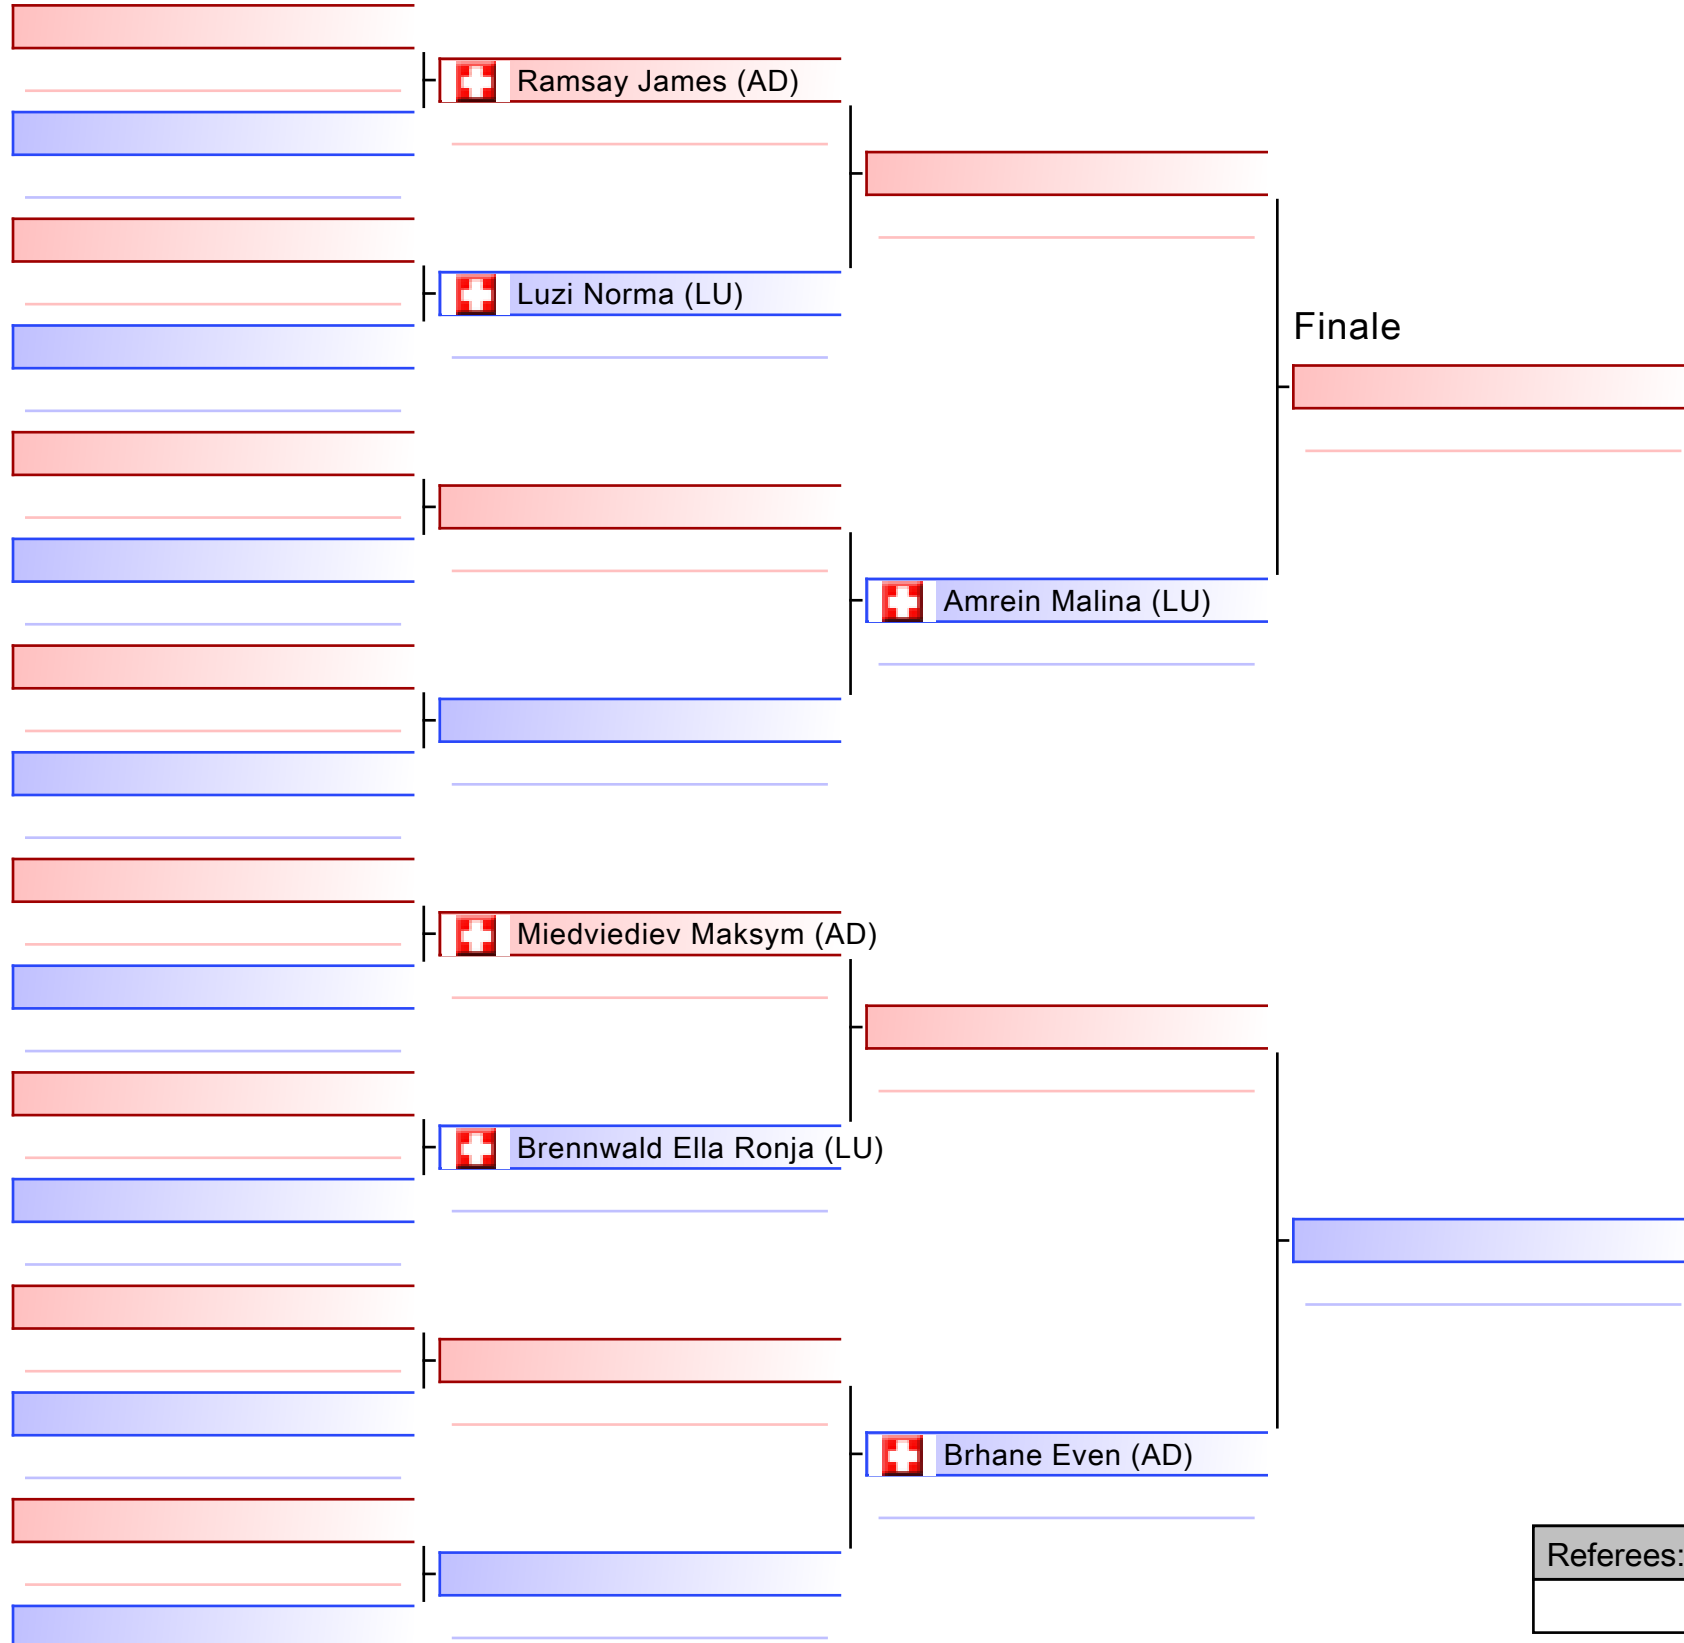 Ramsay James (AD)
Luzi Norma (LU)
Finale
Amrein Malina (LU)
Miedviediev Maksym (AD)
Brennwald Ella Ronja (LU)
Brhane Even (AD)
Referees: